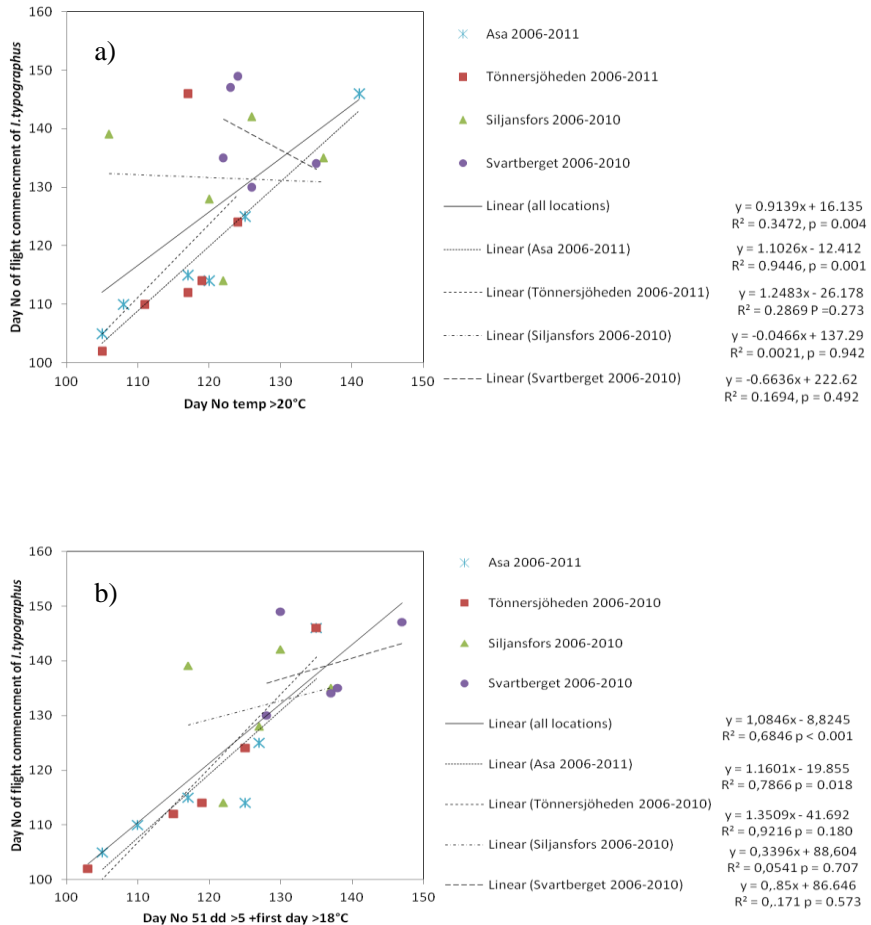 a)
160
150
140
130
120
110
100
Day No of flight commencment of I.typographus
100 110 120 130 140 150
Day No temp >20°C
Asa 2006-2011
Tönnersjöheden 2006-2011
Siljansfors 2006-2010
Svartberget 2006-2010
Linear (all locations)
y = 0.9139x + 16.135
R² = 0.3472, p = 0.004
Linear (Asa 2006-2011)
y = 1.1026x - 12.412
R² = 0.9446, p = 0.001
Linear (Tönnersjöheden 2006-2011)
y = 1.2483x - 26.178
R² = 0.2869 P =0.273
Linear (Siljansfors 2006-2010)
y = -0.0466x + 137.29
R² = 0.0021, p = 0.942
Linear (Svartberget 2006-2010)
y = -0.6636x + 222.62
R² = 0.1694, p = 0.492
b)
160
150
140
130
120
110
100
Day No of flight commencment of I.typographus
100 110 120 130 140 150
Day No 51 dd >5 +first day >18°C
Asa 2006-2011
Tönnersjöheden 2006-2010
Siljansfors 2006-2010
Svartberget 2006-2010
Linear (all locations)
y = 1,0846x - 8,8245
R² = 0,6846 p < 0.001
Linear (Asa 2006-2011)
y = 1.1601x - 19.855
R² = 0,7866 p = 0.018
Linear (Tönnersjöheden 2006-2010)
y = 1.3509x - 41.692
R² = 0,9216 p = 0.180
Linear (Siljansfors 2006-2010)
y = 0,3396x + 88,604
R² = 0,0541 p = 0.707
Linear (Svartberget 2006-2010)
y = 0,.85x + 86.646
R² = 0,.171 p = 0.573